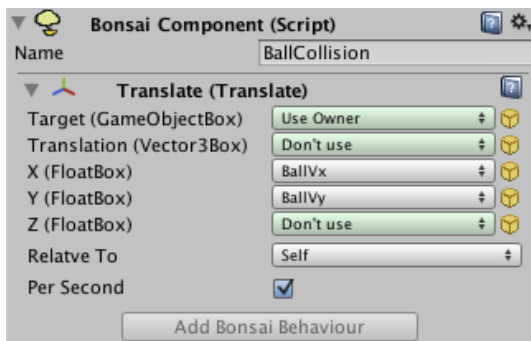 Bonsai Component (Script)
Name BallCollision
Translate (Translate)
Target (GameObjectBox) Use Owner
Translation (Vector3Box) Don't use
X (FloatBox) BallVx
Y (FloatBox) BallVy
Z (FloatBox) Don't use
Relatve To Self
Per Second
Add Bonsai Behaviour